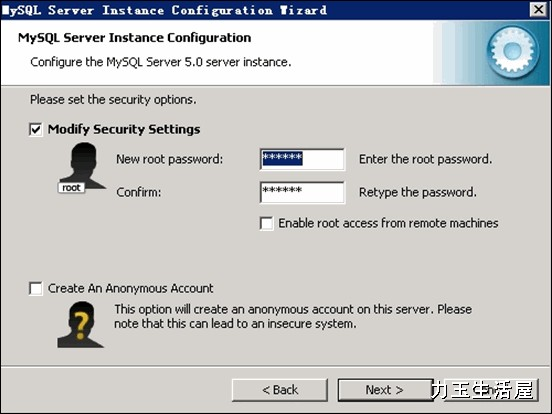 MySQL Server Instance Configuration Wizard
MySQL Server Instance Configuration
Configure the MySQL Server 5.0 server instance.
Please set the security options.
Modify Security Settings
root
New root password: ****** Enter the root password.
Confirm: ****** Retype the password.
Enable root access from remote machines
Create An Anonymous Account
This option will create an anonymous account on this server. Please
note that this can lead to an insecure system.
< Back Next >
力玉生活屋